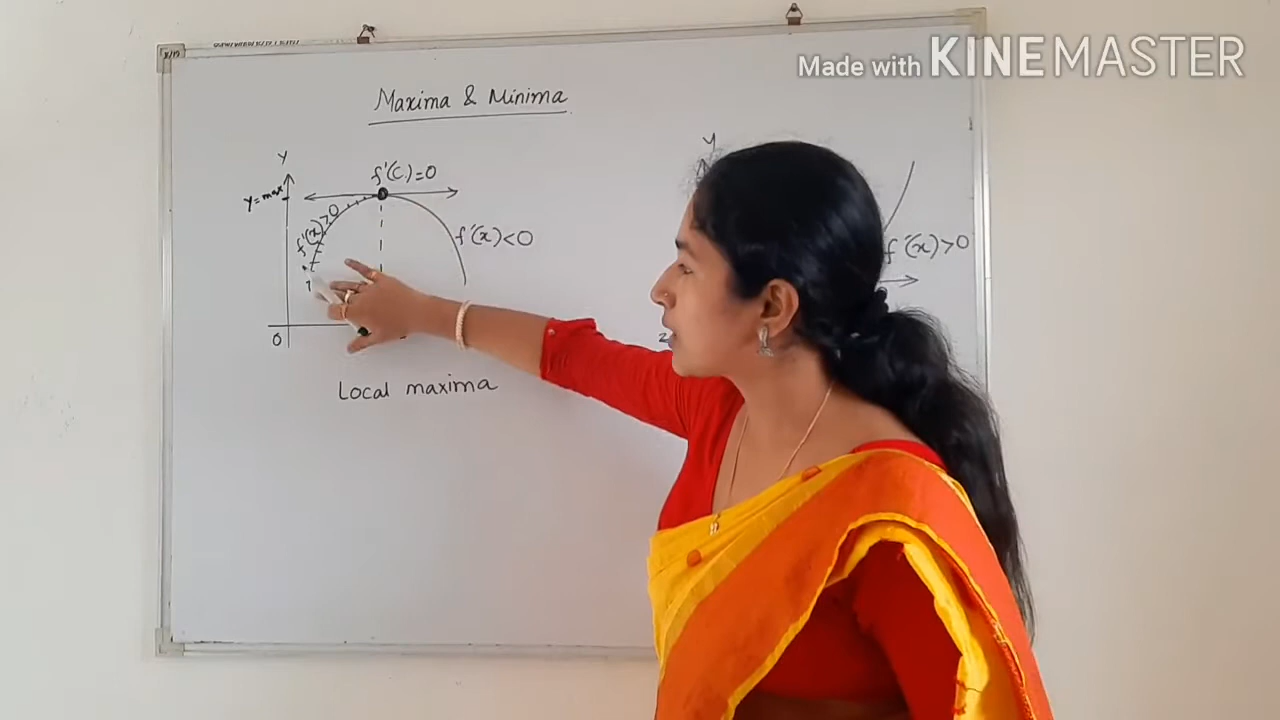 Made with KINEMASTER
Maxima & Minima
y
y
f'(c)=0
y=max
f'(x)>0
f'(x)<0
f'(x)>0
0
Local maxima